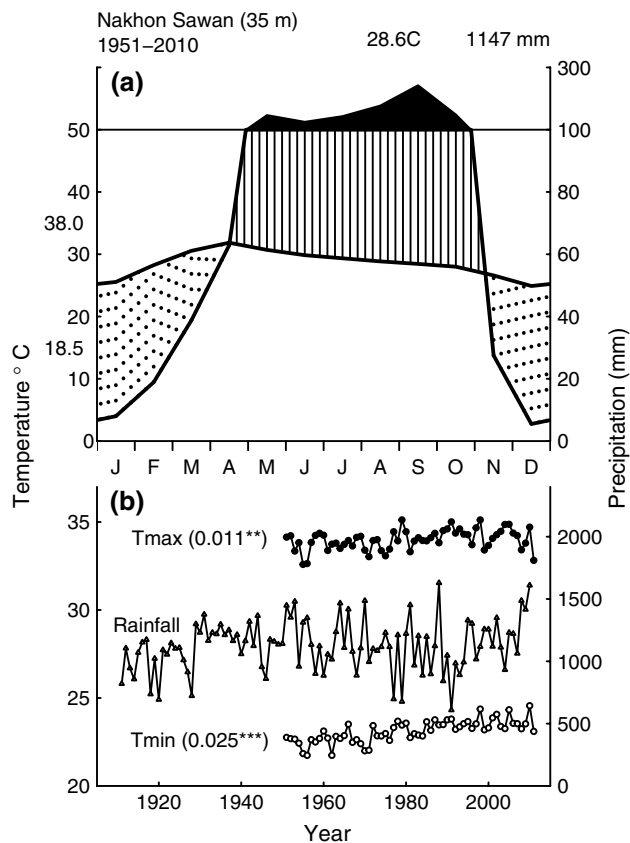 Nakhon Sawan (35 m)
1951–2010 28.6C 1147 mm
(a)
60 300
50 100
40 80
38.0
30 60
20 40
18.5
10 20
0 0
Temperature ° C
Precipitation (mm)
J F M A M J J A S O N D
(b)
35 2000
Tmax (0.011**)
30 1500
Rainfall
25 1000
Tmin (0.025***)
500
20 0
1920 1940 1960 1980 2000
Year